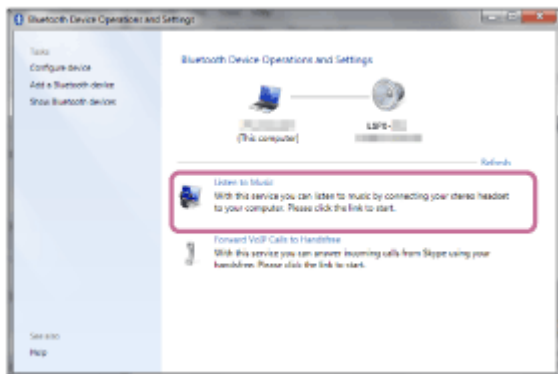 Bluetooth Device Operations and Settings
Tasks
Configure device
Add a Bluetooth device
Show Bluetooth devices
See also
Help
Bluetooth Device Operations and Settings
(This computer)
LSPX-
Refresh
Listen to Music
With this service you can listen to music by connecting your stereo headset
to your computer. Please click the link to start.
Forward VoIP Calls to Handsfree
With this service you can answer incoming calls from Skype using your
handsfree. Please click the link to start.